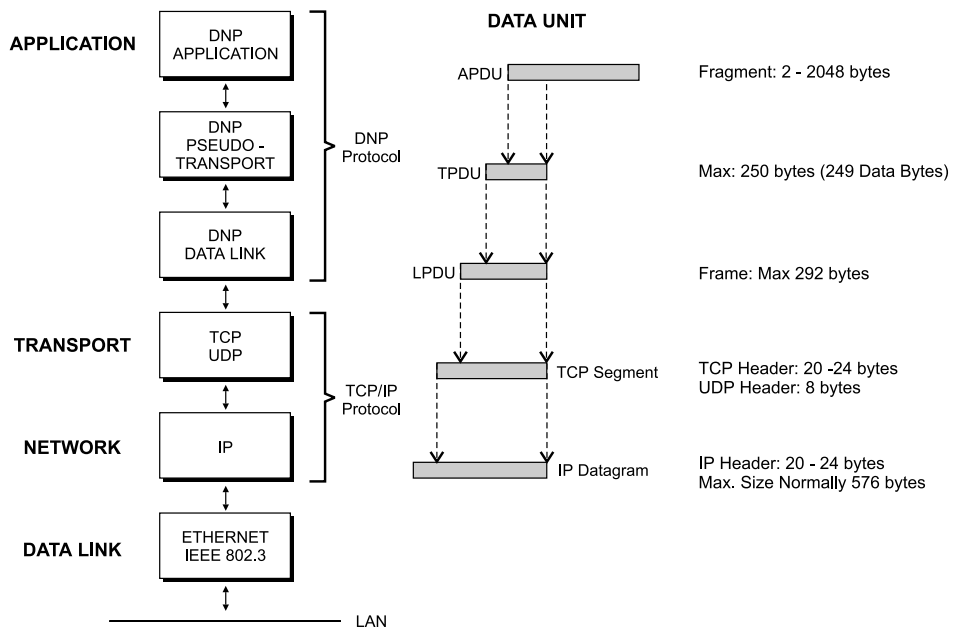 DATA UNIT
APPLICATION
DNP
APPLICATION
APDU
Fragment: 2 - 2048 bytes
DNP
PSEUDO -
TRANSPORT
DNP
Protocol
TPDU
Max: 250 bytes (249 Data Bytes)
DNP
DATA LINK
LPDU
Frame: Max 292 bytes
TRANSPORT
TCP
UDP
TCP Segment
TCP Header: 20 -24 bytes
UDP Header: 8 bytes
TCP/IP
Protocol
NETWORK
IP
IP Datagram
IP Header: 20 - 24 bytes
Max. Size Normally 576 bytes
DATA LINK
ETHERNET
IEEE 802.3
LAN